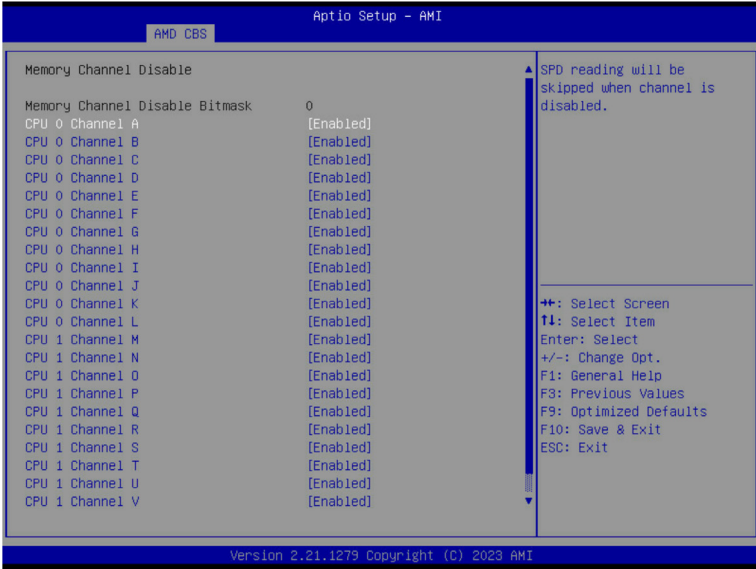 Aptio Setup – AMI
AMD CBS
Memory Channel Disable
Memory Channel Disable Bitmask 0
CPU 0 Channel A [Enabled]
CPU 0 Channel B [Enabled]
CPU 0 Channel C [Enabled]
CPU 0 Channel D [Enabled]
CPU 0 Channel E [Enabled]
CPU 0 Channel F [Enabled]
CPU 0 Channel G [Enabled]
CPU 0 Channel H [Enabled]
CPU 0 Channel I [Enabled]
CPU 0 Channel J [Enabled]
CPU 0 Channel K [Enabled]
CPU 0 Channel L [Enabled]
CPU 1 Channel M [Enabled]
CPU 1 Channel N [Enabled]
CPU 1 Channel O [Enabled]
CPU 1 Channel P [Enabled]
CPU 1 Channel Q [Enabled]
CPU 1 Channel R [Enabled]
CPU 1 Channel S [Enabled]
CPU 1 Channel T [Enabled]
CPU 1 Channel U [Enabled]
CPU 1 Channel V [Enabled]
SPD reading will be
skipped when channel is
disabled.
→←: Select Screen
↑↓: Select Item
Enter: Select
+/-: Change Opt.
F1: General Help
F3: Previous Values
F9: Optimized Defaults
F10: Save & Exit
ESC: Exit
Version 2.21.1279 Copyright (C) 2023 AMI